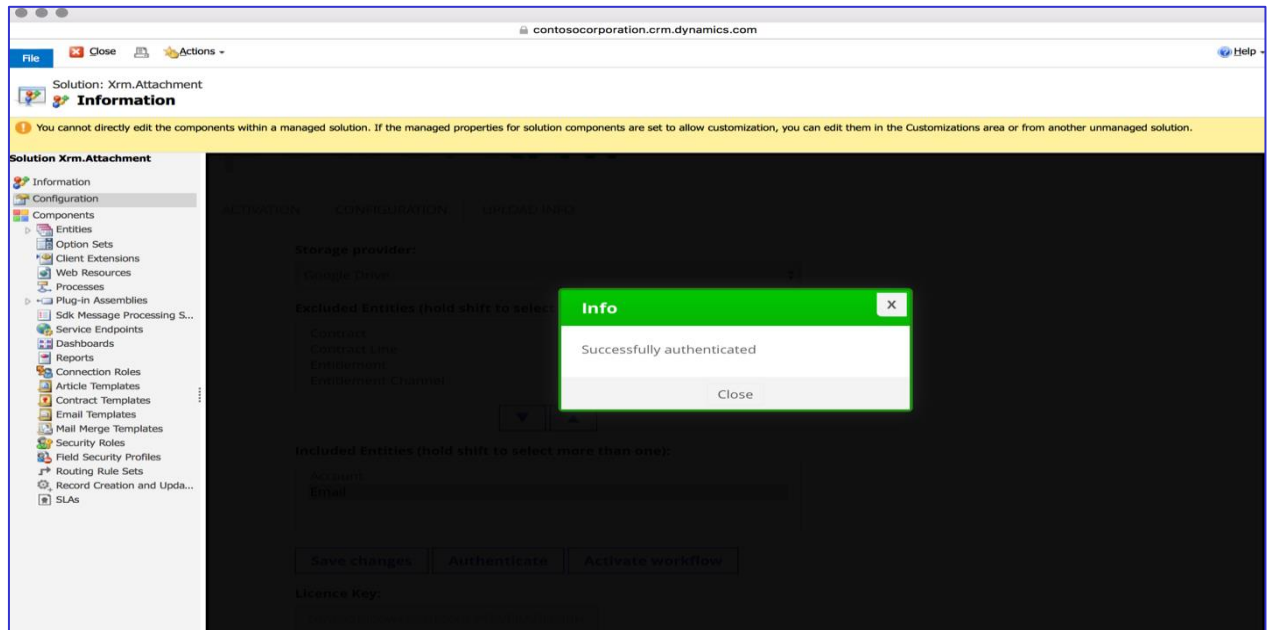 contosocorporation.crm.dynamics.com
File Close Actions Help
Solution: Xrm.Attachment
Information
You cannot directly edit the components within a managed solution. If the managed properties for solution components are set to allow customization, you can edit them in the Customizations area or from another unmanaged solution.
Solution Xrm.Attachment
Information
Configuration
Components
Entities
Option Sets
Client Extensions
Web Resources
Processes
Plug-in Assemblies
Sdk Message Processing S...
Service Endpoints
Dashboards
Reports
Connection Roles
Article Templates
Contract Templates
Email Templates
Mail Merge Templates
Security Roles
Field Security Profiles
Routing Rule Sets
Record Creation and Upda...
SLAs
ACTIVATION CONFIGURATION UPLOAD INFO
Storage provider:
Google Drive
Excluded Entities (hold shift to select
Contract
Contract Line
Entitlement
Entitlement Channel
Info
X
Successfully authenticated
Close
Included Entities (hold shift to select more than one):
Account
Email
Save changes Authenticate Activate workflow
Licence Key: